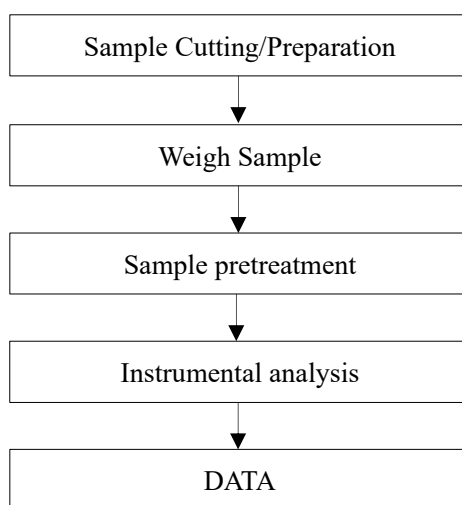 Sample Cutting/Preparation
Weigh Sample
Sample pretreatment
Instrumental analysis
DATA